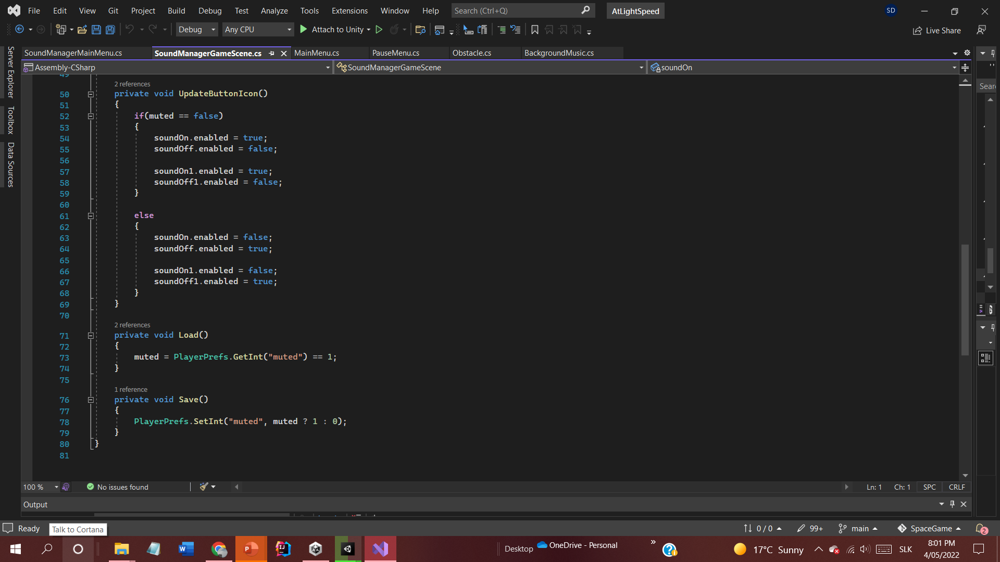 File Edit View Git Project Build Debug Test Analyze Tools Extensions Window Help Search (Ctrl+Q) AtLightSpeed SD
Debug Any CPU Attach to Unity Live Share
Server Explorer
Toolbox
Data Sources
SoundManagerMainMenu.cs SoundManagerGameScene.cs MainMenu.cs PauseMenu.cs Obstacle.cs BackgroundMusic.cs
Assembly-CSharp SoundManagerGameScene soundOn
Sear
49
2 references
50 private void UpdateButtonIcon()
51 {
52 if(muted == false)
53 {
54 soundOn.enabled = true;
55 soundOff.enabled = false;
56
57 soundOn1.enabled = true;
58 soundOff1.enabled = false;
59 }
60
61 else
62 {
63 soundOn.enabled = false;
64 soundOff.enabled = true;
65
66 soundOn1.enabled = false;
67 soundOff1.enabled = true;
68 }
69 }
70
2 references
71 private void Load()
72 {
73 muted = PlayerPrefs.GetInt("muted") == 1;
74 }
75
1 reference
76 private void Save()
77 {
78 PlayerPrefs.SetInt("muted", muted ? 1 : 0);
79 }
80 }
81
100 % No issues found Ln: 1 Ch: 1 SPC CRLF
Output
Ready Talk to Cortana 0 / 0 99+ main SpaceGame 2
Desktop OneDrive - Personal » 17°C Sunny SLK 8:01 PM
4/05/2022